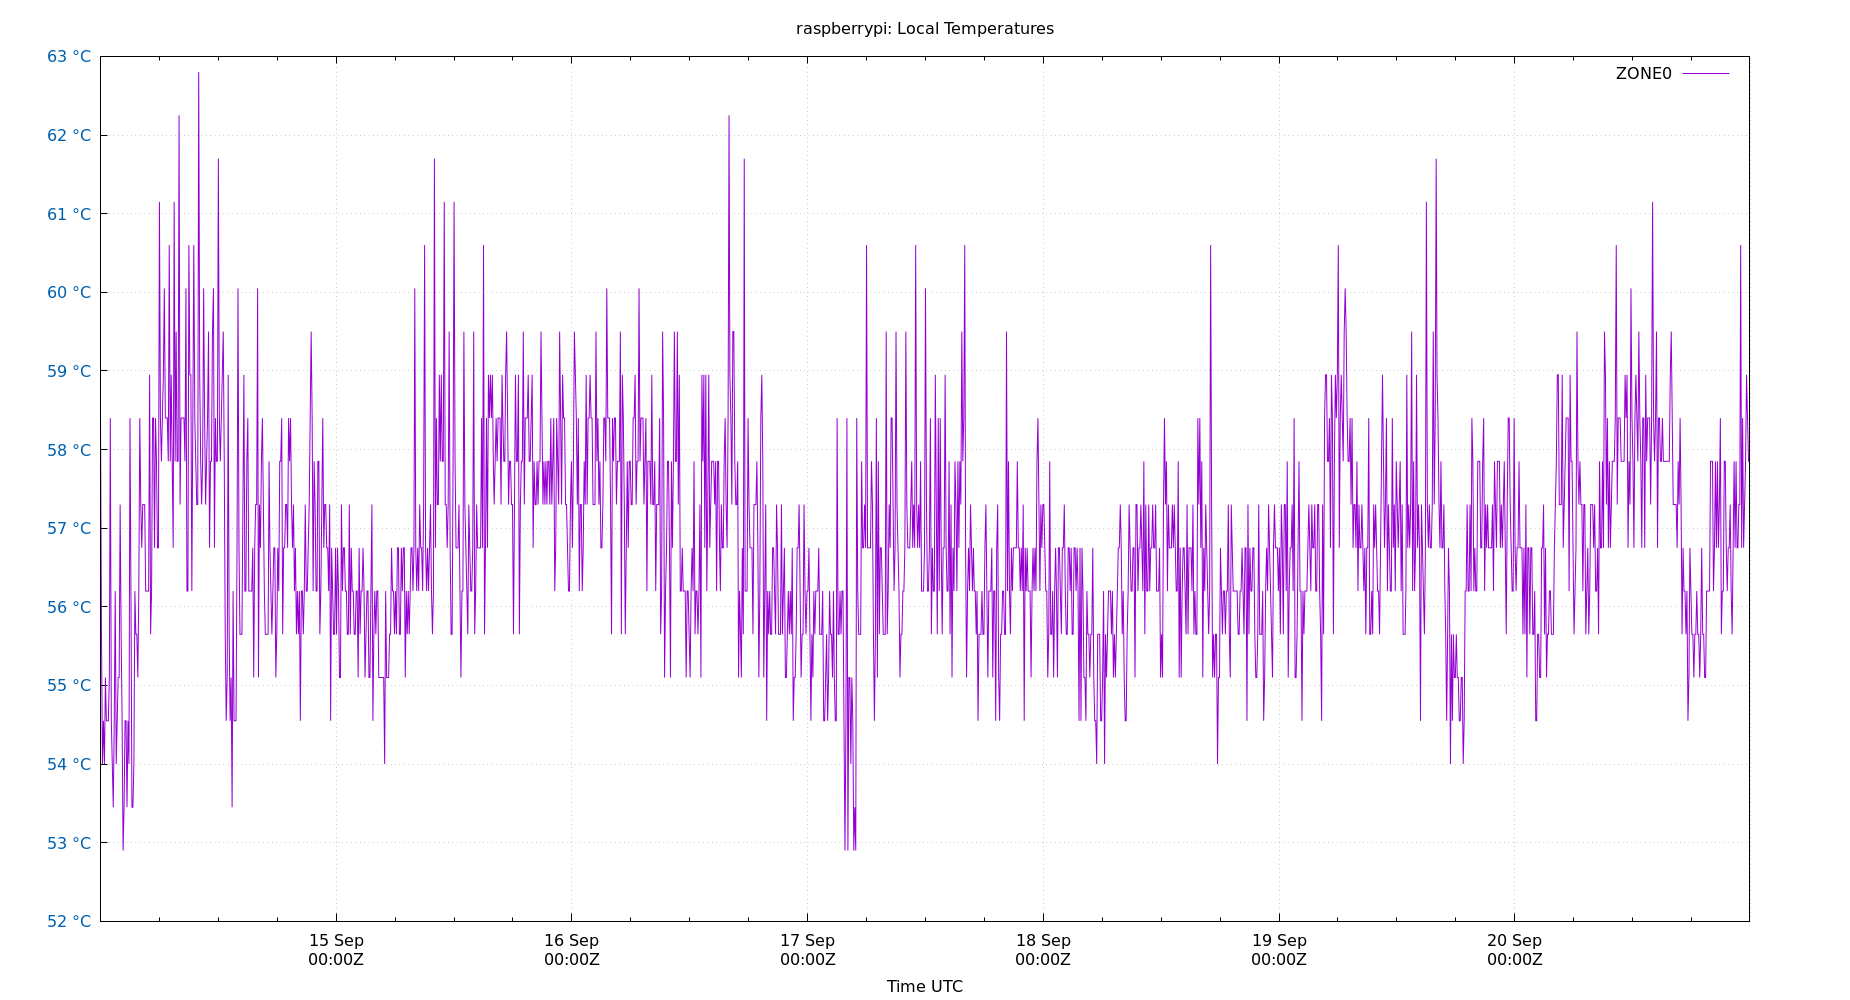 raspberrypi: Local Temperatures
63 °C
ZONE0
62 °C
61 °C
60 °C
59 °C
58 °C
57 °C
56 °C
55 °C
54 °C
53 °C
52 °C
15 Sep 16 Sep 17 Sep 18 Sep 19 Sep 20 Sep
00:00Z 00:00Z 00:00Z 00:00Z 00:00Z 00:00Z
Time UTC